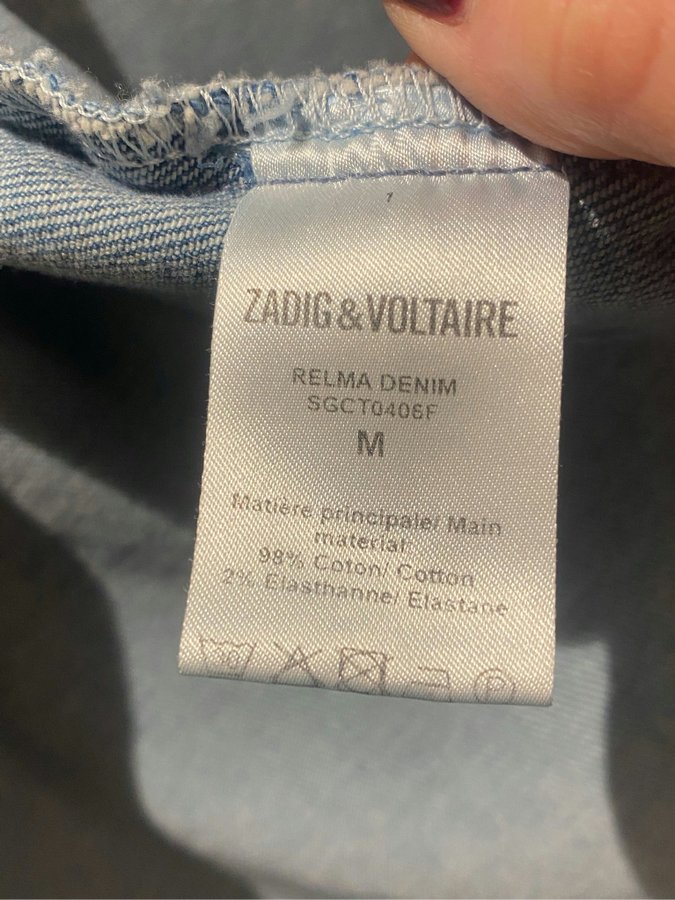 ZADIG&VOLTAIRE
RELMA DENIM
SGCT0406F
M
Matière principale/ Main
material:
98% Coton/ Cotton
2% Elasthanne/ Elastane
P